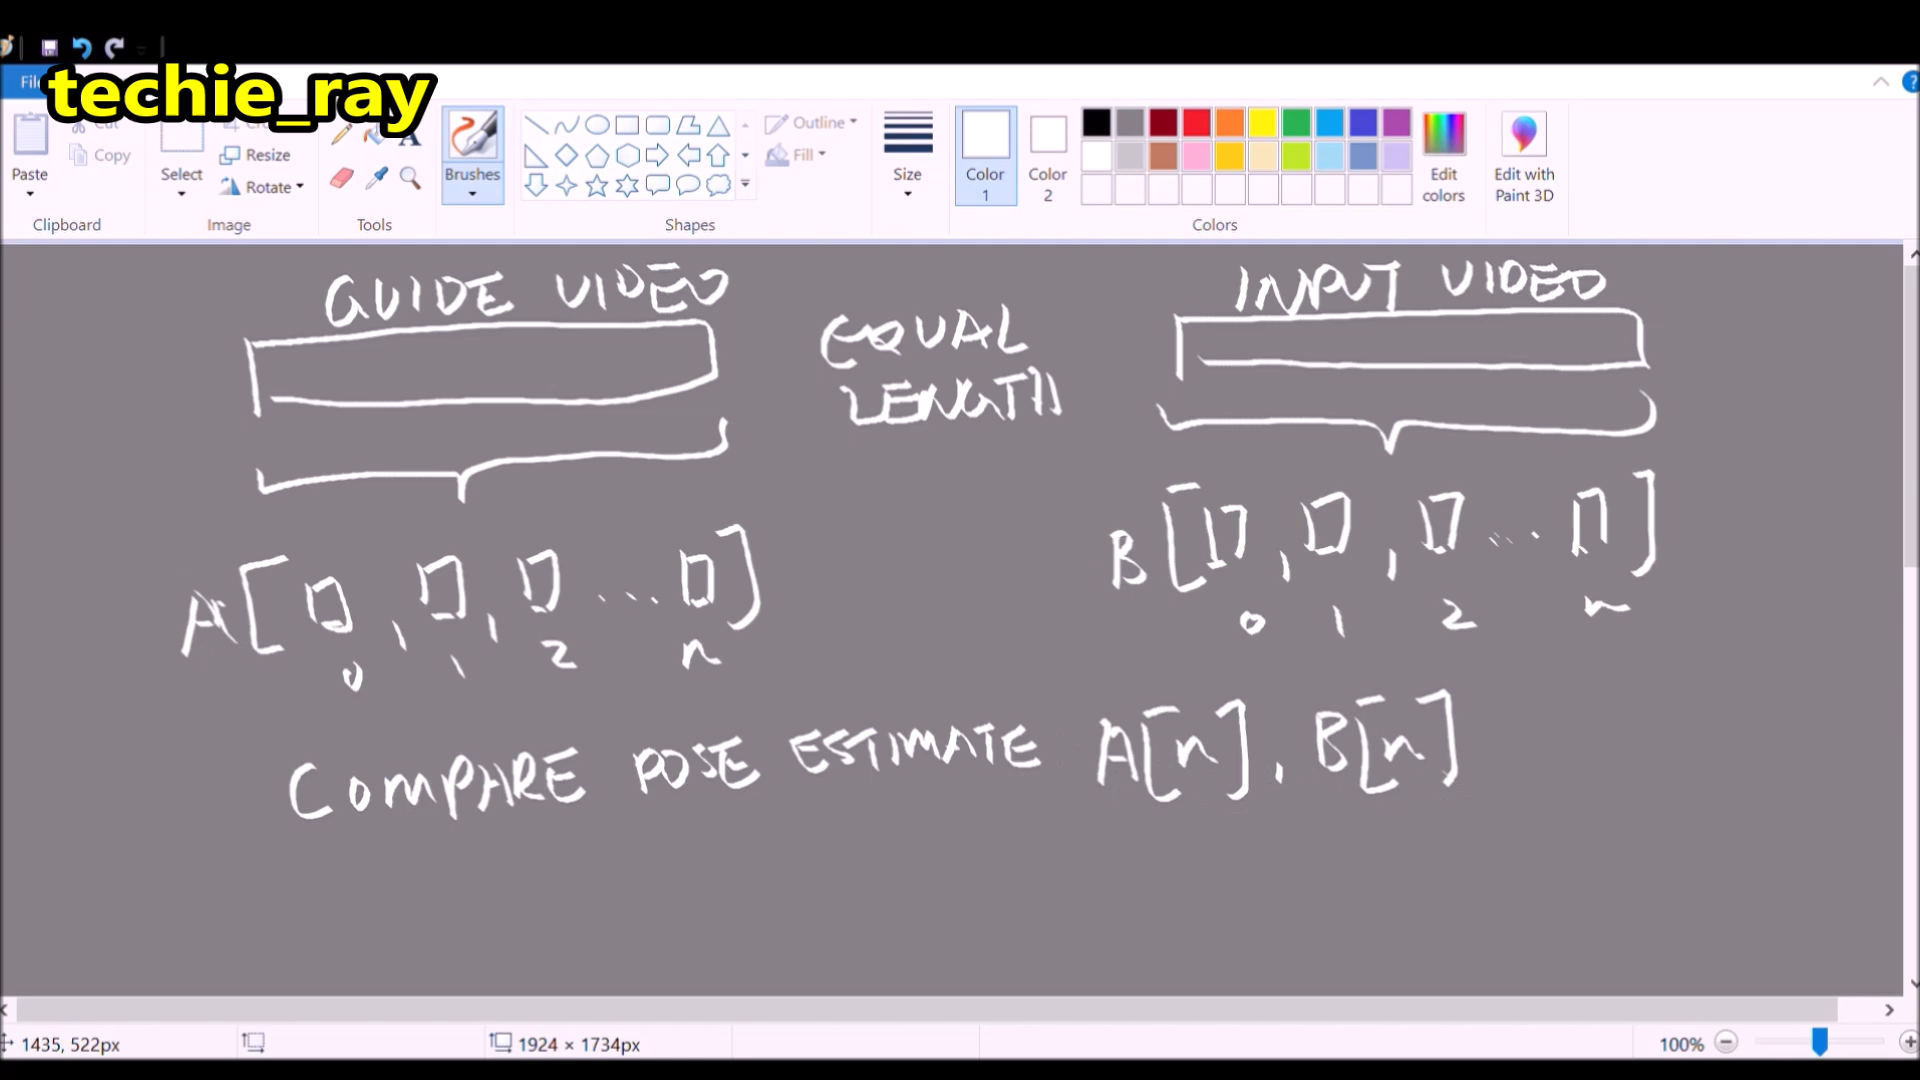 techie_ray
File
Paste
Cut
Copy
Clipboard
Select
Resize
Rotate
Image
Tools
Brushes
Shapes
Outline
Fill
Size
Color 1
Color 2
Edit colors
Colors
Edit with Paint 3D
GUIDE VIDEO
INPUT VIDEO
EQUAL
LENGTH
A[ , , ... ]
0 1 2 n
B[ , , ... ]
0 1 2 n
COMPARE POSE ESTIMATE A[n], B[n]
1435, 522px
1924 × 1734px
100%